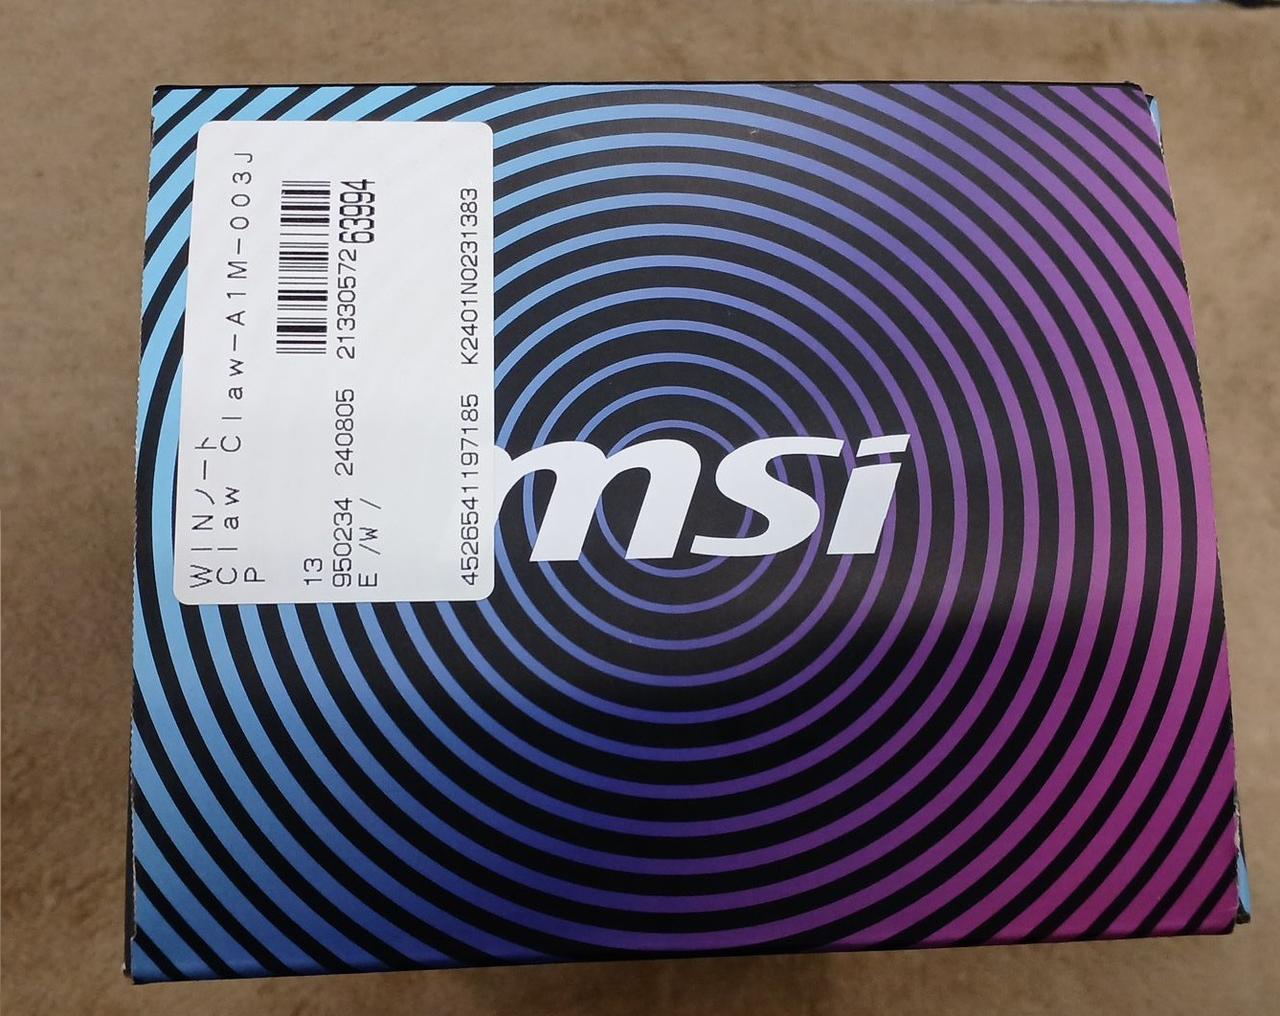 WINノート
Claw Claw-A1M-003J
P
13
950234 240805 2133057263994
E /W /
4526541197185 K2401N0231383
msi